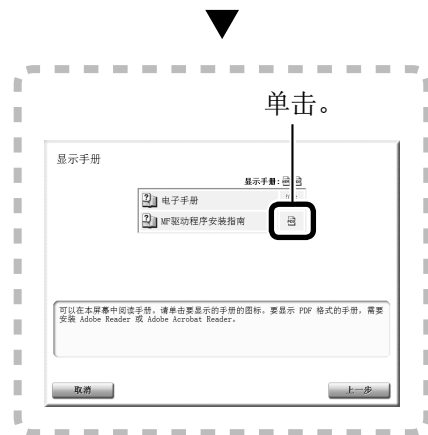 单击。
显示手册
显示手册:
电子手册
MF驱动程序安装指南
可以在本屏幕中阅读手册。请单击要显示的手册的图标。要显示 PDF 格式的手册，需要
安装 Adobe Reader 或 Adobe Acrobat Reader。
取消
上一步